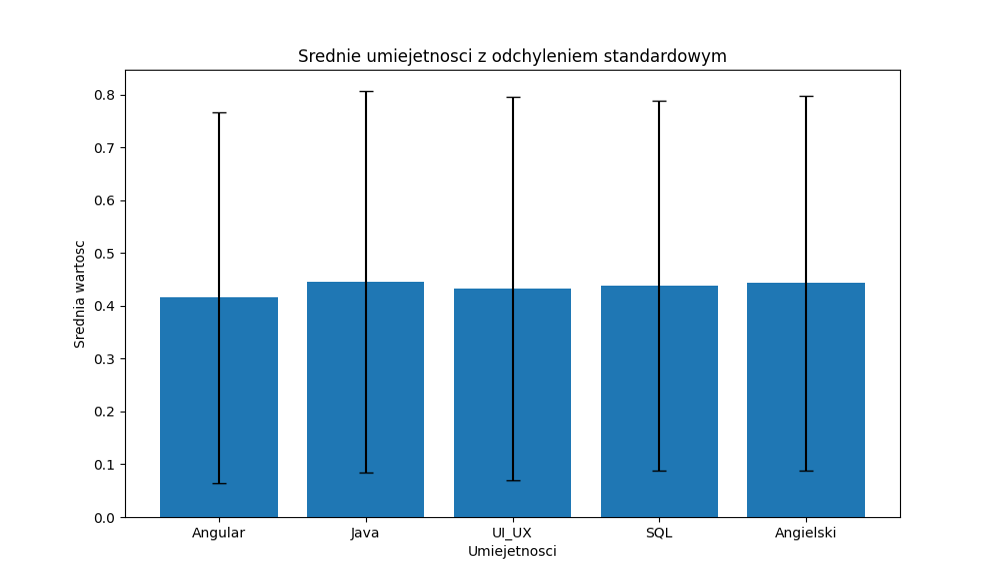 Srednie umiejetnosci z odchyleniem standardowym
Srednia wartosc
0.8
0.7
0.6
0.5
0.4
0.3
0.2
0.1
0.0
Angular Java UI_UX SQL Angielski
Umiejetnosci